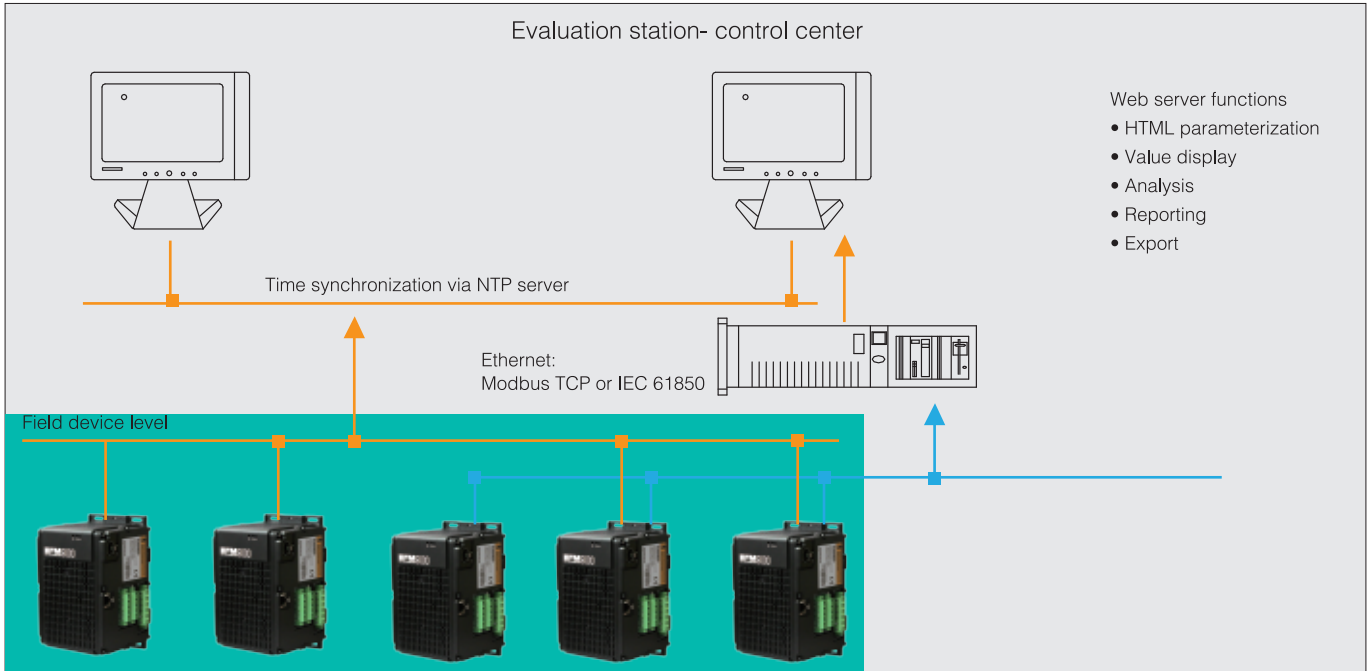 Evaluation station- control center
Web server functions
• HTML parameterization
• Value display
• Analysis
• Reporting
• Export
Time synchronization via NTP server
Ethernet:
Modbus TCP or IEC 61850
Field device level